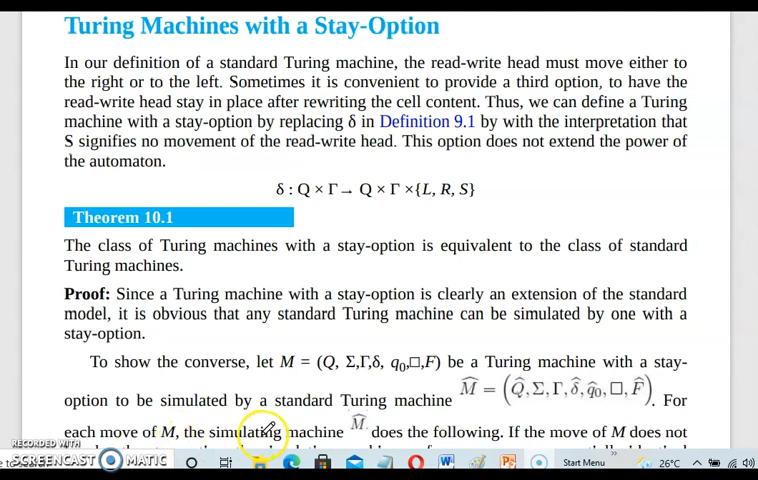 Turing Machines with a Stay-Option
In our definition of a standard Turing machine, the read-write head must move either to
the right or to the left. Sometimes it is convenient to provide a third option, to have the
read-write head stay in place after rewriting the cell content. Thus, we can define a Turing
machine with a stay-option by replacing δ in Definition 9.1 by with the interpretation that
S signifies no movement of the read-write head. This option does not extend the power of
the automaton.
δ : Q × Γ → Q × Γ ×{L, R, S}
Theorem 10.1
The class of Turing machines with a stay-option is equivalent to the class of standard
Turing machines.
Proof: Since a Turing machine with a stay-option is clearly an extension of the standard
model, it is obvious that any standard Turing machine can be simulated by one with a
stay-option.
To show the converse, let M = (Q, Σ,Γ,δ, q₀,□,F) be a Turing machine with a stay-
option to be simulated by a standard Turing machine M̂ = (Q̂, Σ, Γ, δ̂, q̂₀, □, F̂). For
each move of M, the simulating machine M̂ does the following. If the move of M does not
RECORDED WITH
SCREENCAST MATIC
Start Menu
26°C